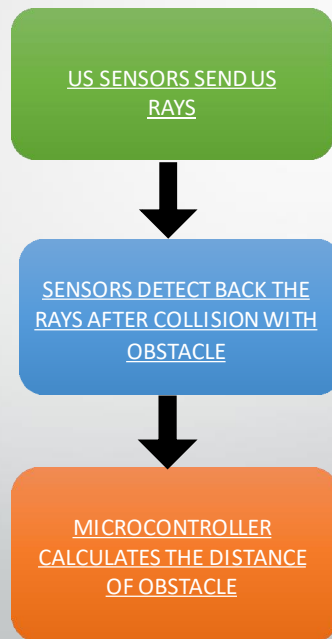 US SENSORS SEND US
RAYS
SENSORS DETECT BACK THE
RAYS AFTER COLLISION WITH
OBSTACLE
MICROCONTROLLER
CALCULATES THE DISTANCE
OF OBSTACLE